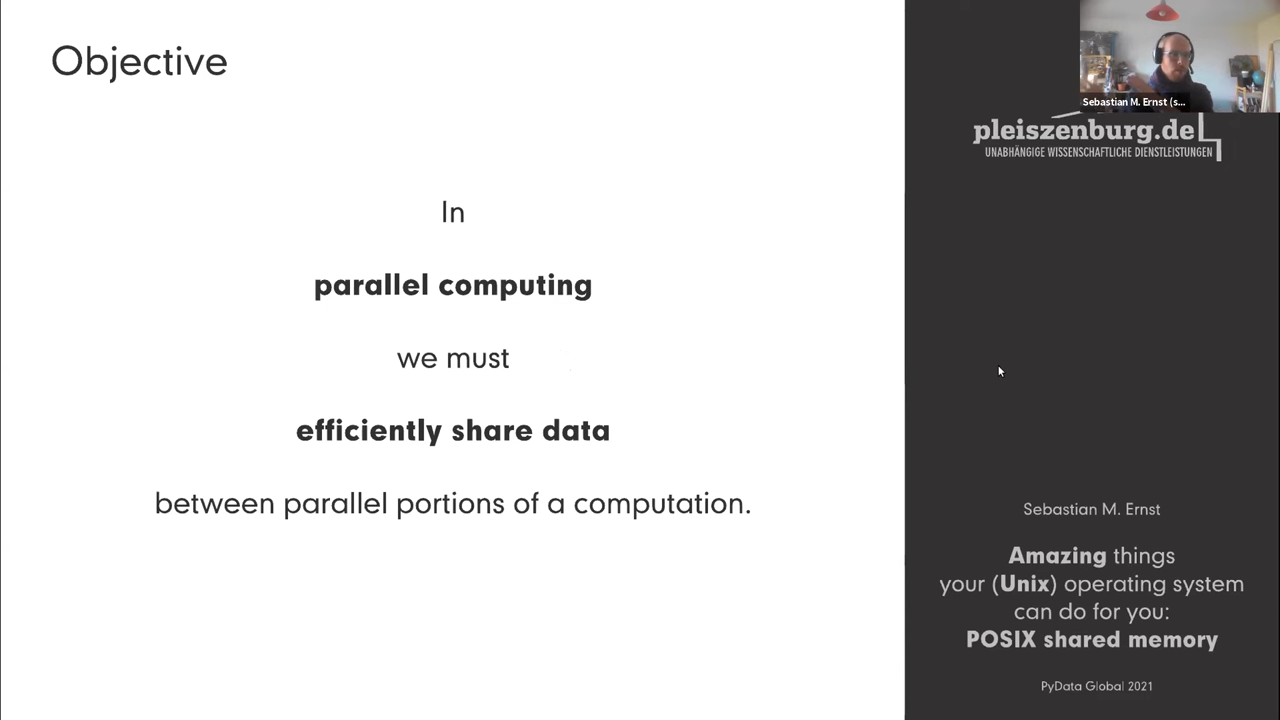 Objective
In
parallel computing
we must
efficiently share data
between parallel portions of a computation.
Sebastian M. Ernst (s...
pleiszenburg.de
UNABHÄNGIGE WISSENSCHAFTLICHE DIENSTLEISTUNGEN
Sebastian M. Ernst
Amazing things
your (Unix) operating system
can do for you:
POSIX shared memory
PyData Global 2021